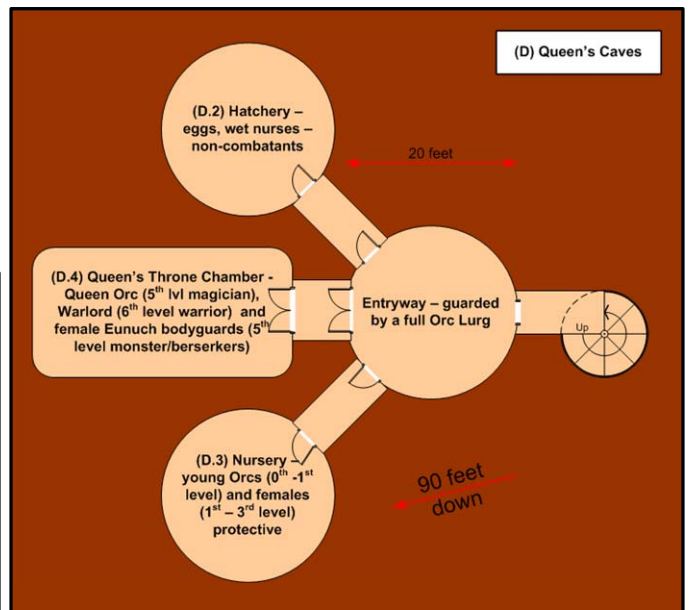 (D) Queen's Caves
(D.2) Hatchery –
eggs, wet nurses –
non-combatants
20 feet
(D.4) Queen's Throne Chamber -
Queen Orc (5th lvl magician),
Warlord (6th level warrior) and
female Eunuch bodyguards (5th
level monster/berserkers)
Entryway – guarded
by a full Orc Lurg
Up
(D.3) Nursery –
young Orcs (0th -1st
level) and females
(1st – 3rd level)
protective
90 feet
down